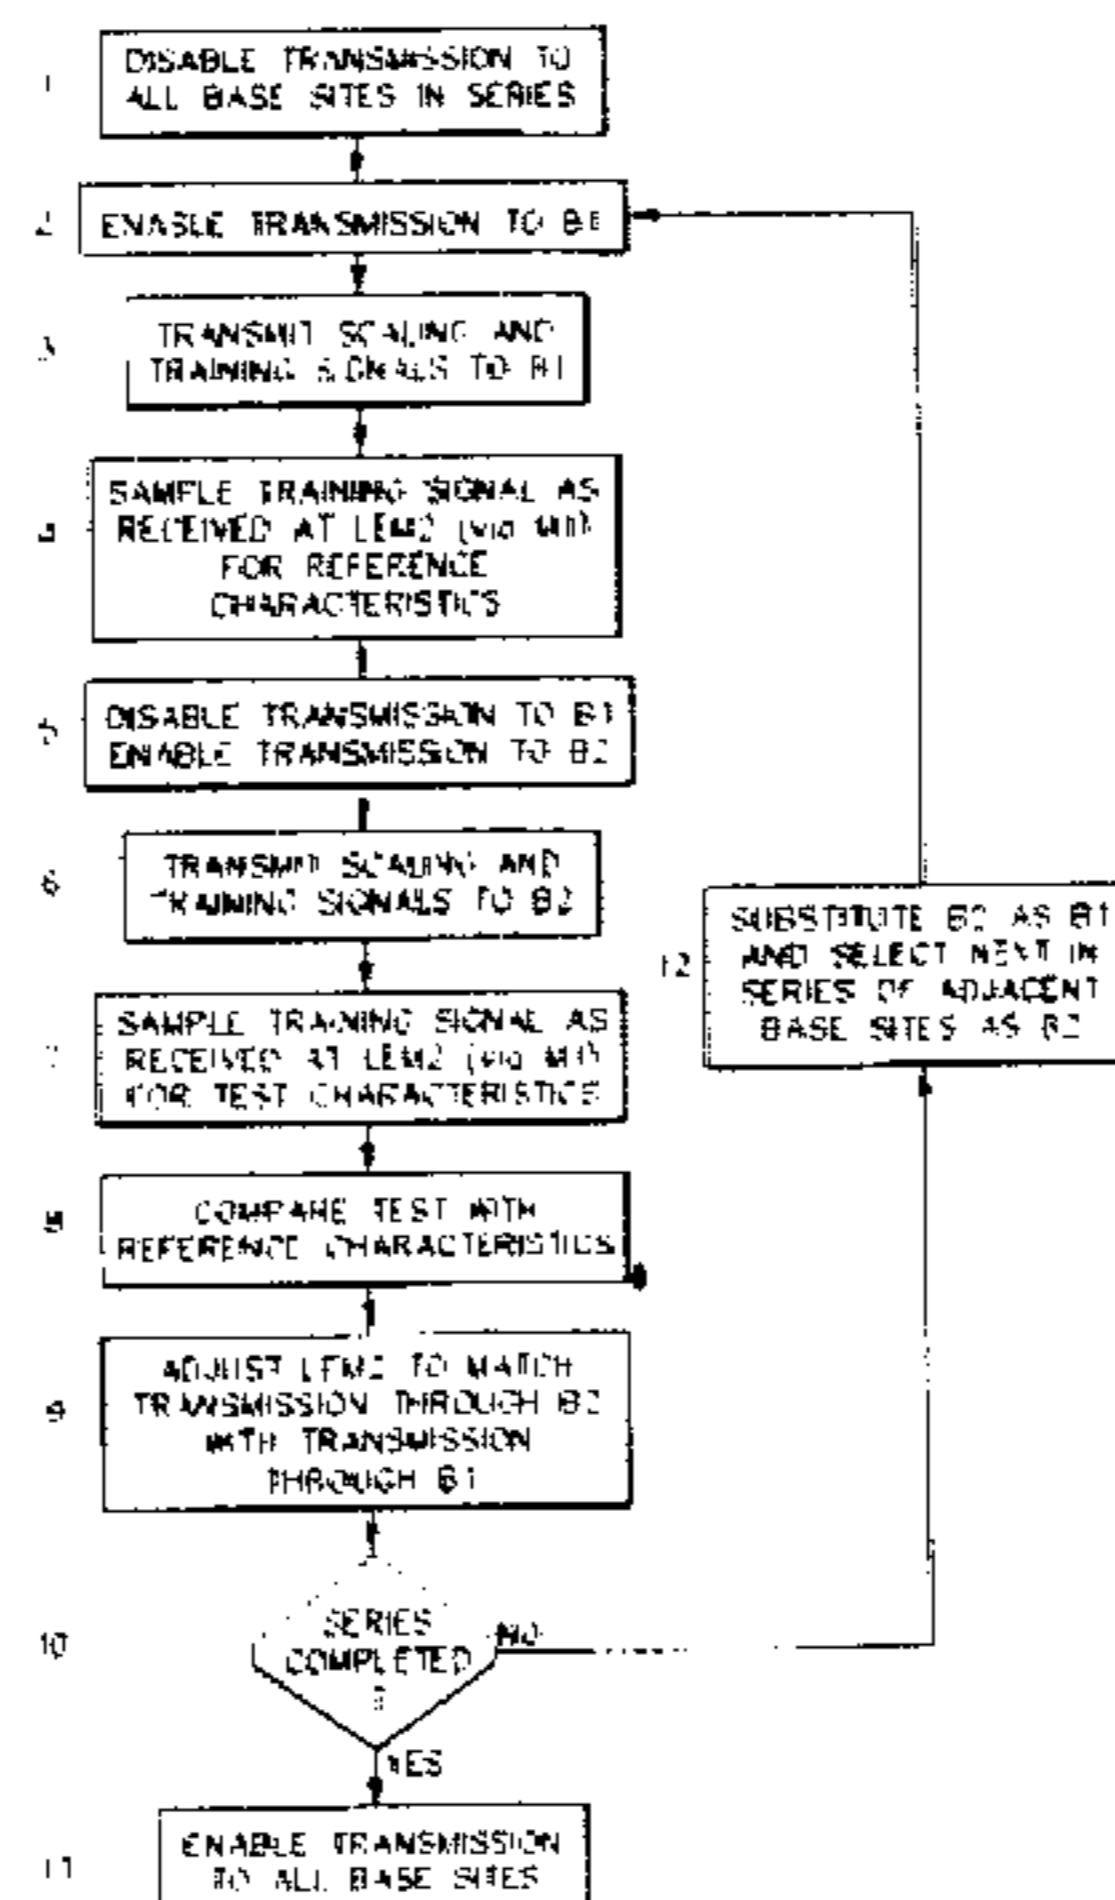 1
DISABLE TRANSMISSION TO
ALL BASE SITES IN SERIES
2
ENABLE TRANSMISSION TO B1
3
TRANSMIT SCALING AND
TRAINING SIGNALS TO B1
4
SAMPLE TRAINING SIGNAL AS
RECEIVED AT LEM2 (via M1)
FOR REFERENCE
CHARACTERISTICS
5
DISABLE TRANSMISSION TO B1
ENABLE TRANSMISSION TO B2
6
TRANSMIT SCALING AND
TRAINING SIGNALS TO B2
7
SAMPLE TRAINING SIGNAL AS
RECEIVED AT LEM2 (via M1)
FOR TEST CHARACTERISTICS
8
COMPARE TEST WITH
REFERENCE CHARACTERISTICS
9
ADJUST LEM2 TO MATCH
TRANSMISSION THROUGH B2
WITH TRANSMISSION
THROUGH B1
10
SERIES
COMPLETED
?
NO
YES
11
ENABLE TRANSMISSION
TO ALL BASE SITES
12
SUBSTITUTE B2 AS B1
AND SELECT NEXT IN
SERIES OF ADJACENT
BASE SITES AS B2